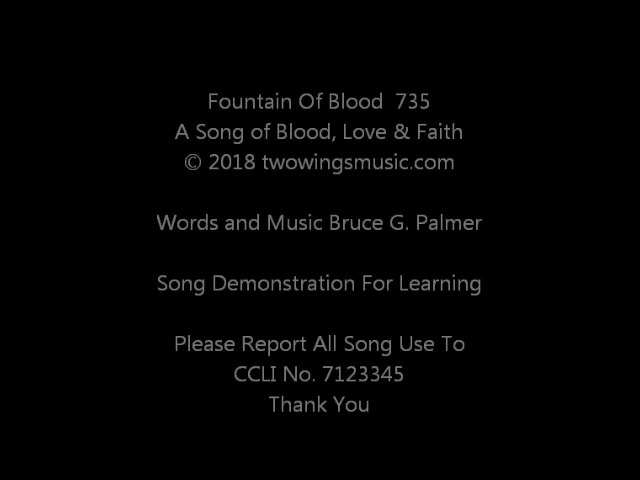 Fountain Of Blood  735
A Song of Blood, Love & Faith
© 2018 twowingsmusic.com
Words and Music Bruce G. Palmer
Song Demonstration For Learning
Please Report All Song Use To
CCLI No. 7123345
Thank You